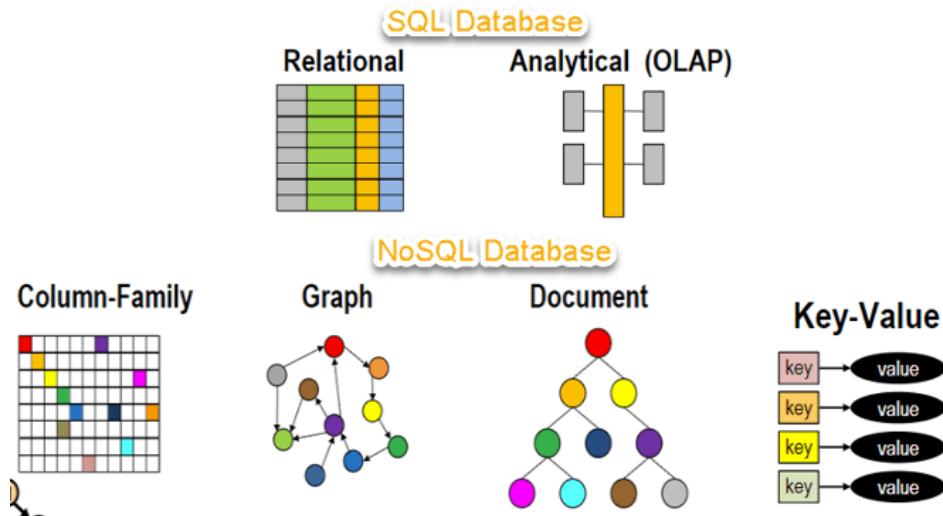 SQL Database
Relational
Analytical (OLAP)
NoSQL Database
Column-Family
Graph
Document
Key-Value
key
value
key
value
key
value
key
value